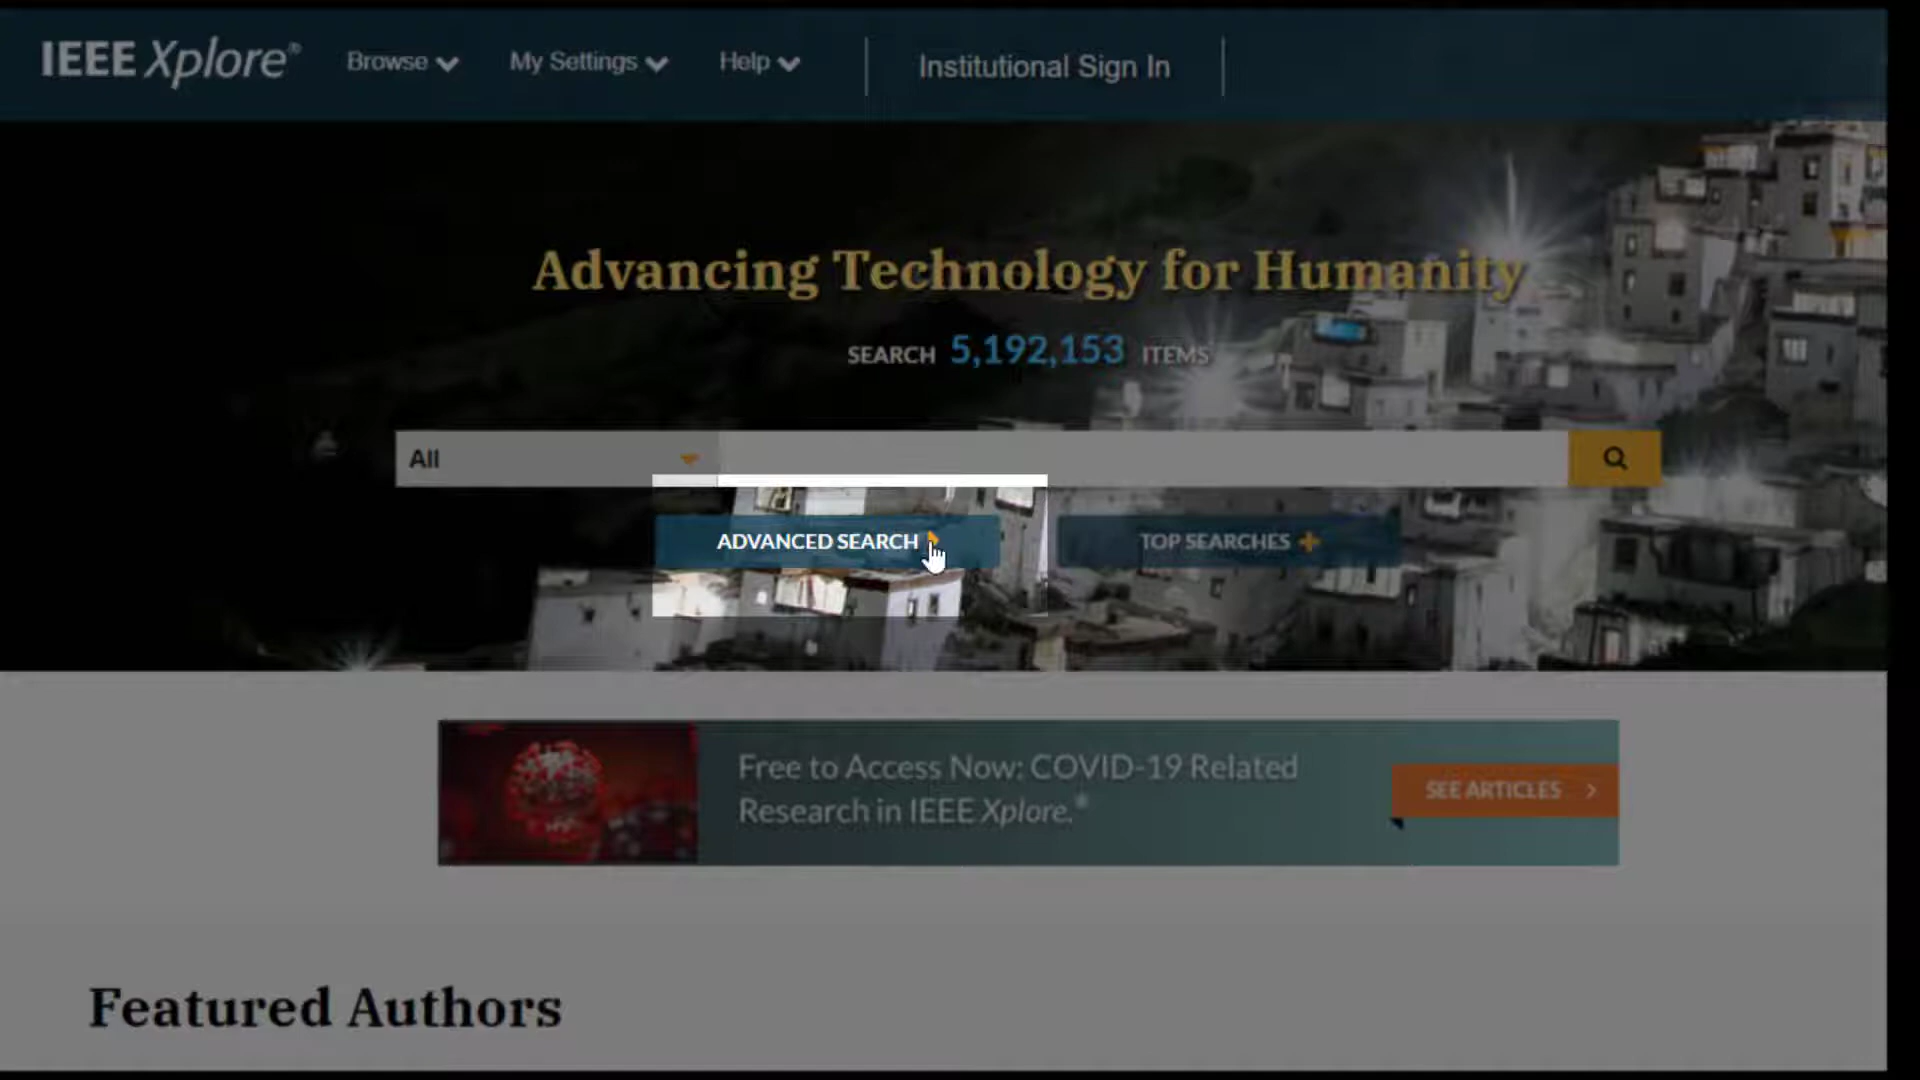 IEEE Xplore® Browse My Settings Help Institutional Sign In
Advancing Technology for Humanity
SEARCH 5,192,153 ITEMS
All
ADVANCED SEARCH TOP SEARCHES +
Free to Access Now: COVID-19 Related
Research in IEEE Xplore.®
SEE ARTICLES >
Featured Authors